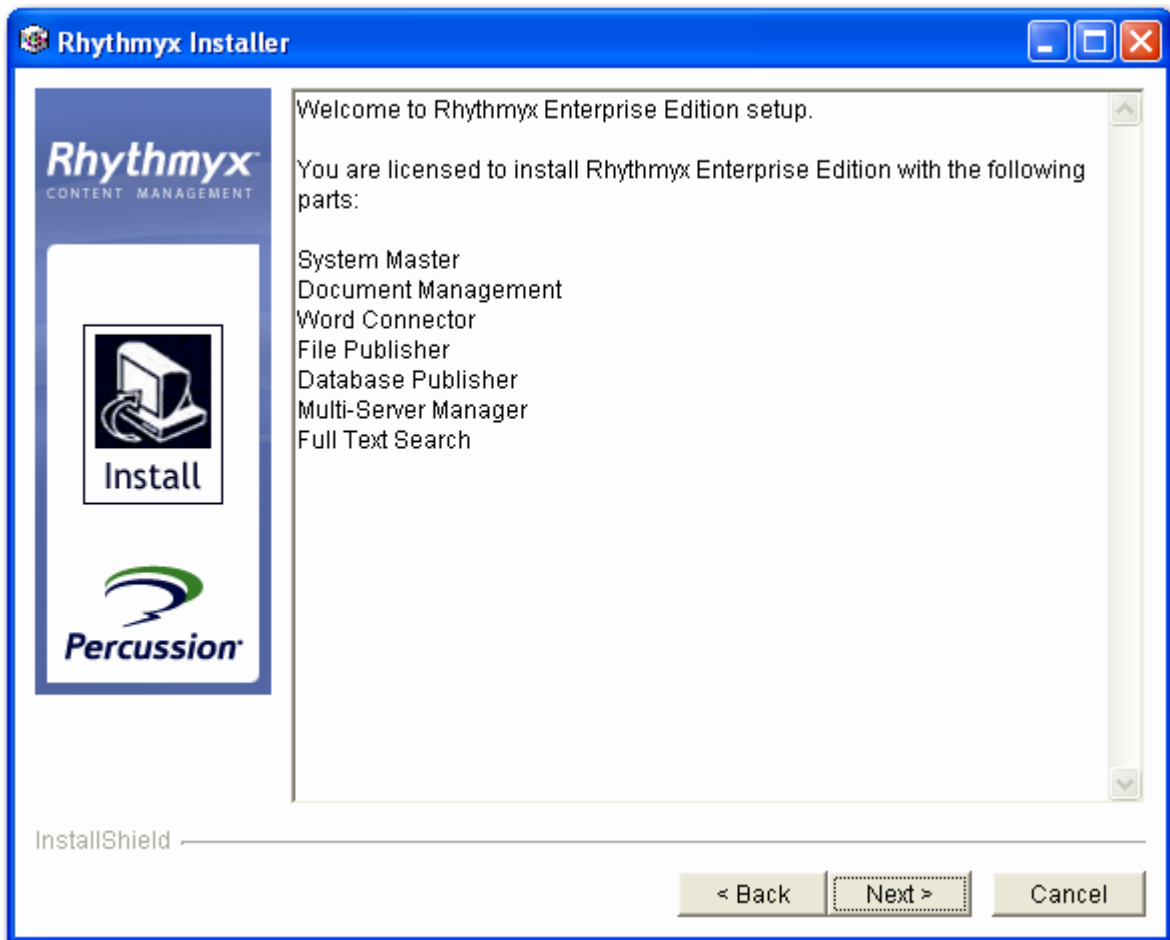 Rhythmyx Installer
Rhythmyx
CONTENT MANAGEMENT
Install
Percussion
Welcome to Rhythmyx Enterprise Edition setup.
You are licensed to install Rhythmyx Enterprise Edition with the following
parts:
System Master
Document Management
Word Connector
File Publisher
Database Publisher
Multi-Server Manager
Full Text Search
InstallShield
< Back Next > Cancel